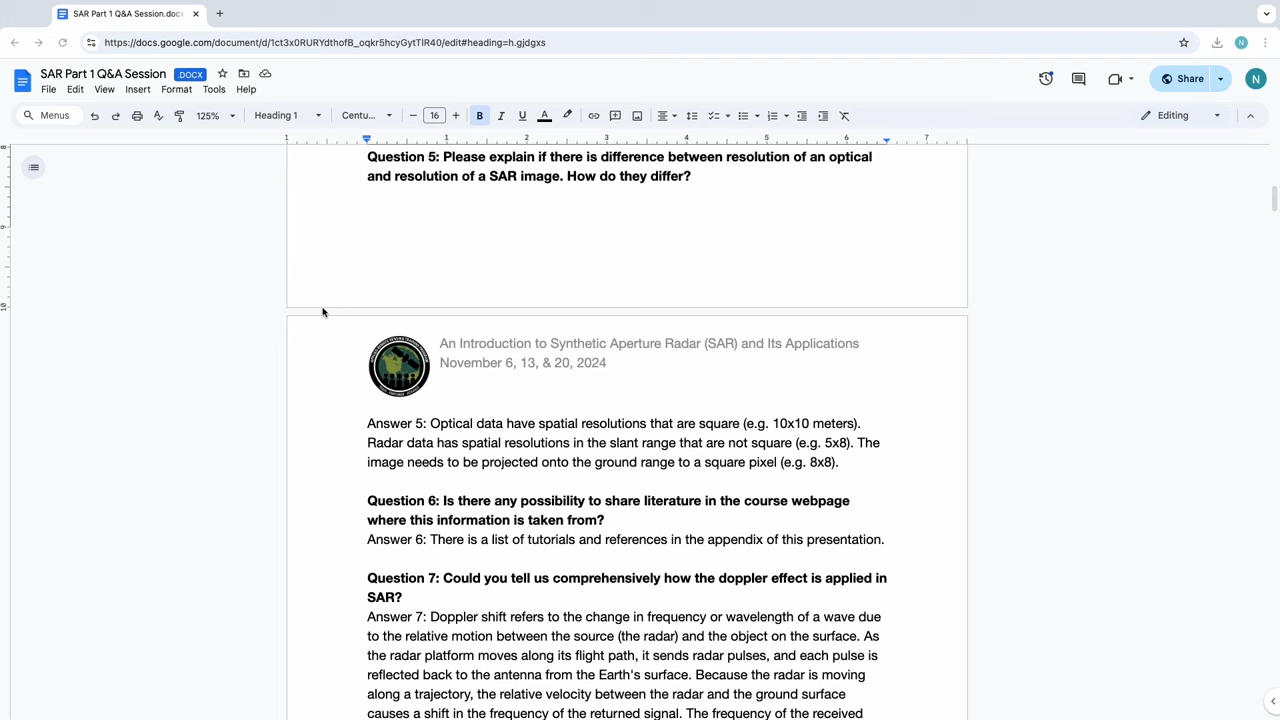 SAR Part 1 Q&A Session.docx
https://docs.google.com/document/d/1ct3x0RURYdthofB_oqkr5hcyGytTlR40/edit#heading=h.gjdgxs
N
SAR Part 1 Q&A Session .DOCX
File Edit View Insert Format Tools Help
Share
N
Menus 125% Heading 1 Centu... 16 B I U A Editing
1 1 2 3 4 5 6 7
8
9
10
Question 5: Please explain if there is difference between resolution of an optical
and resolution of a SAR image. How do they differ?
An Introduction to Synthetic Aperture Radar (SAR) and Its Applications
November 6, 13, & 20, 2024
Answer 5: Optical data have spatial resolutions that are square (e.g. 10x10 meters).
Radar data has spatial resolutions in the slant range that are not square (e.g. 5x8). The
image needs to be projected onto the ground range to a square pixel (e.g. 8x8).
Question 6: Is there any possibility to share literature in the course webpage
where this information is taken from?
Answer 6: There is a list of tutorials and references in the appendix of this presentation.
Question 7: Could you tell us comprehensively how the doppler effect is applied in
SAR?
Answer 7: Doppler shift refers to the change in frequency or wavelength of a wave due
to the relative motion between the source (the radar) and the object on the surface. As
the radar platform moves along its flight path, it sends radar pulses, and each pulse is
reflected back to the antenna from the Earth's surface. Because the radar is moving
along a trajectory, the relative velocity between the radar and the ground surface
causes a shift in the frequency of the returned signal. The frequency of the received